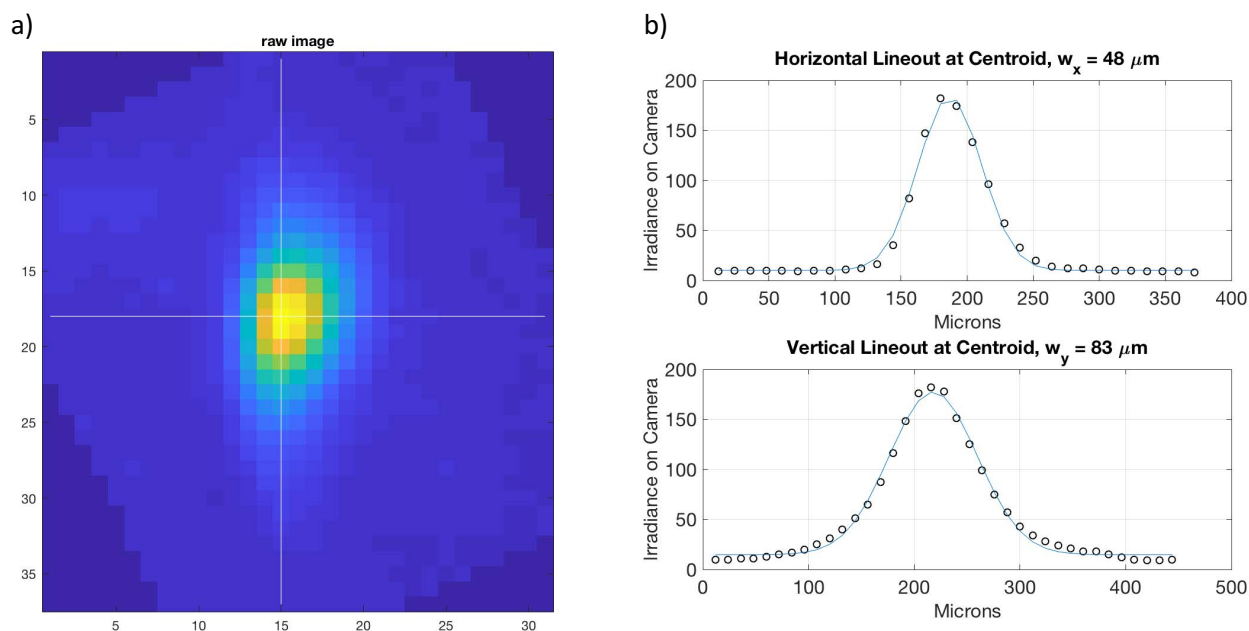 a)
raw image
5
10
15
20
25
30
35
5 10 15 20 25 30
b)
Horizontal Lineout at Centroid, wx = 48 μm
Irradiance on Camera
200
150
100
50
0
0 50 100 150 200 250 300 350 400
Microns
Vertical Lineout at Centroid, wy = 83 μm
Irradiance on Camera
200
150
100
50
0
0 100 200 300 400 500
Microns